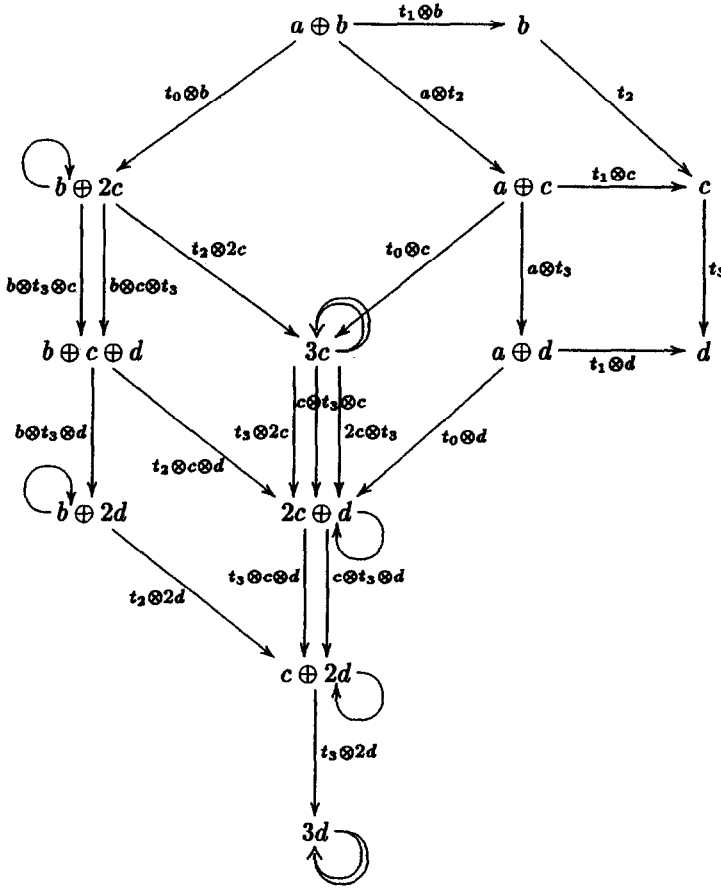 a ⊕ b t₁⊗b b
t₀⊗b a⊗t₂ t₂
b ⊕ 2c a ⊕ c t₁⊗c c
t₂⊗2c t₀⊗c
b⊗t₃⊗c b⊗c⊗t₃ a⊗t₃ t₃
b ⊕ c ⊕ d 3c a ⊕ d t₁⊗d d
c⊗t₃⊗c
b⊗t₃⊗d t₂⊗c⊗d t₃⊗2c 2c⊗t₃ t₀⊗d
b ⊕ 2d 2c ⊕ d
t₂⊗2d t₃⊗c⊗d c⊗t₃⊗d
c ⊕ 2d
t₃⊗2d
3d